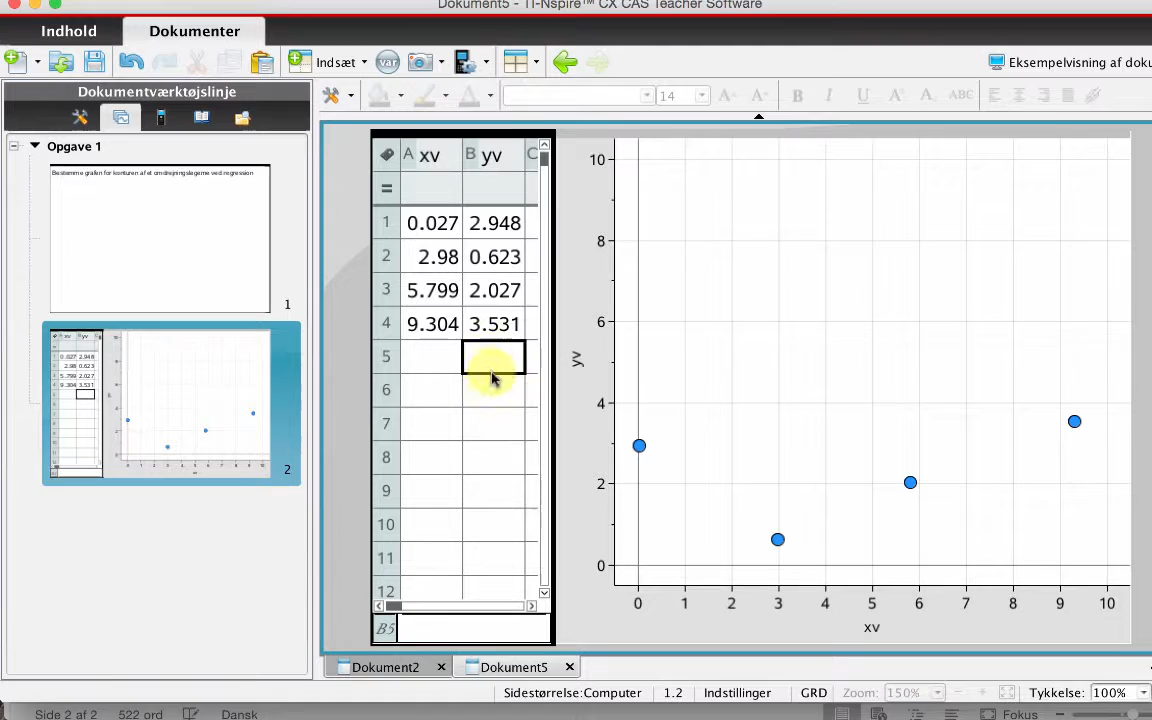 Dokument5 - TI-Nspire™ CX CAS Teacher Software
Indhold
Dokumenter
Indsæt
var
Eksempelvisning af doku
Dokumentværktøjslinje
14
B I U A A ABC
Opgave 1
Bestemme grafen for konturen af et omdrejningslegeme ved regression
1
2
A xv B yv C
=
1 0.027 2.948
2 2.98 0.623
3 5.799 2.027
4 9.304 3.531
5
6
7
8
9
10
11
12
B5
10
8
6
4
2
0
yv
0 1 2 3 4 5 6 7 8 9 10
xv
Dokument2
Dokument5
Sidestørrelse:Computer 1.2 Indstillinger GRD Zoom: 150% Tykkelse: 100%
Side 2 af 2 522 ord Dansk Fokus